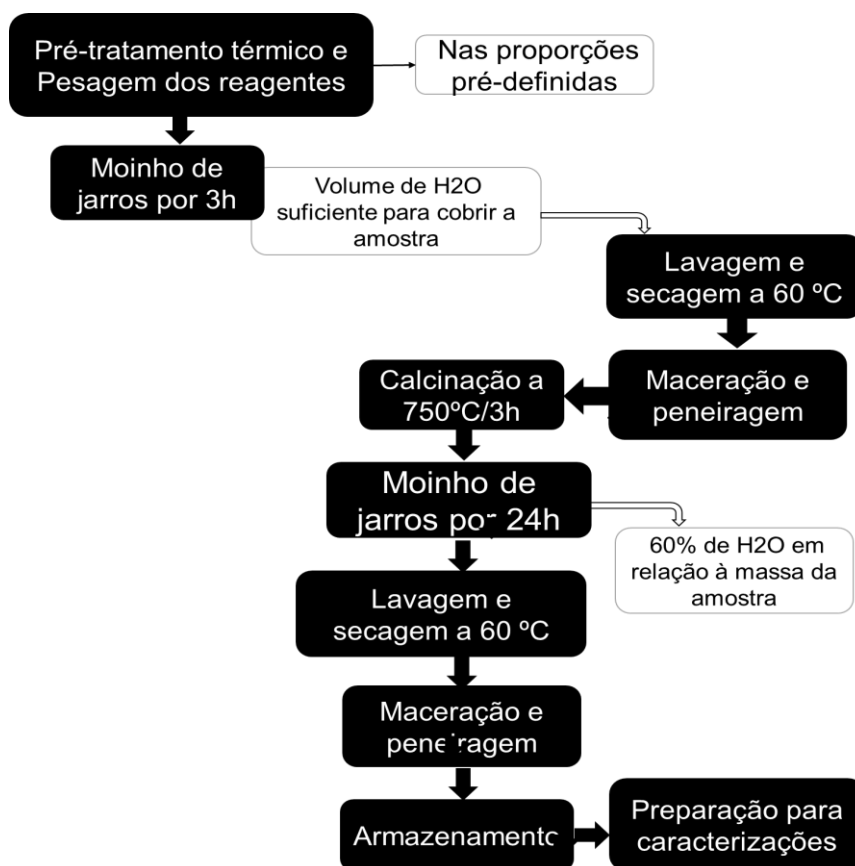 Pré-tratamento térmico e
Pesagem dos reagentes
Nas proporções
pré-definidas
Moinho de
jarros por 3h
Volume de H2O
suficiente para cobrir a
amostra
Lavagem e
secagem a 60 ºC
Maceração e
peneiragem
Calcinação a
750ºC/3h
Moinho de
jarros por 24h
60% de H2O em
relação à massa da
amostra
Lavagem e
secagem a 60 ºC
Maceração e
peneiragem
Armazenamento
Preparação para
caracterizações